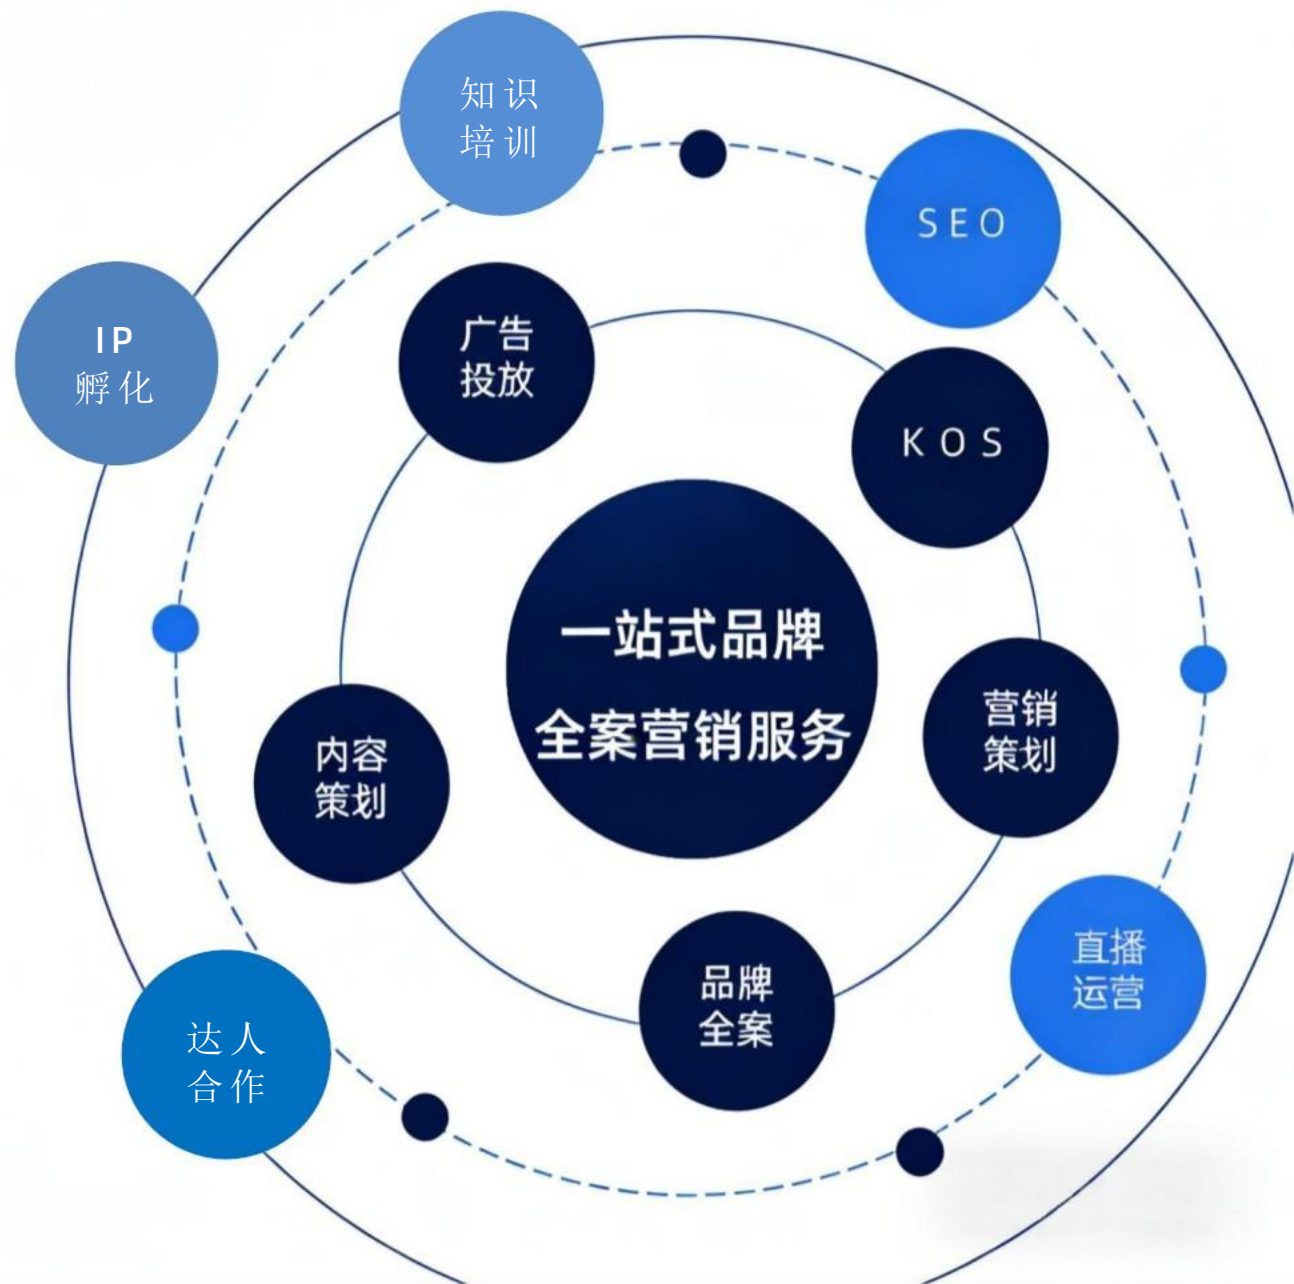 知识
培训
SEO
IP
孵化
广告
投放
KOS
一站式品牌
全案营销服务
营销
策划
内容
策划
直播
运营
品牌
全案
达人
合作